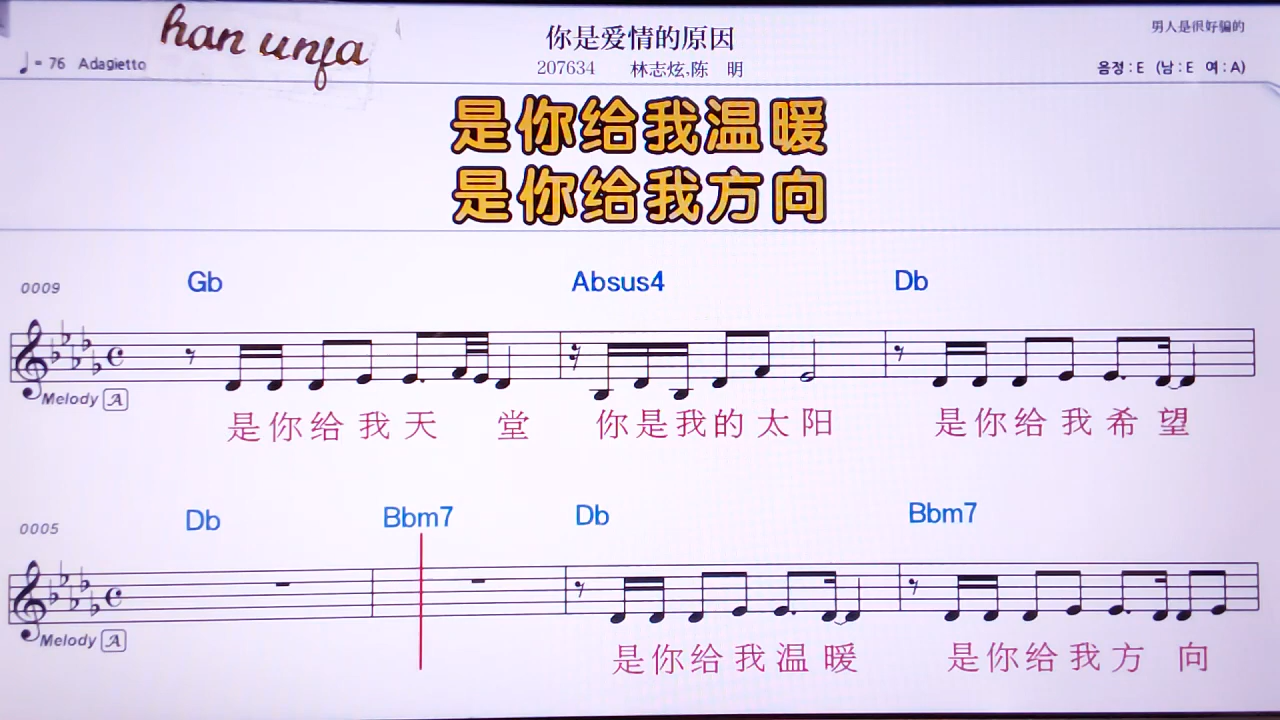 han unfa
你是爱情的原因
男人是很好骗的
♩= 76 Adagietto
207634 林志炫,陈 明
음정 : E (남 : E 여 : A)
是你给我温暖
是你给我方向
0009 Gb Absus4 Db
Melody A
是你给我天 堂 你是我的太阳 是你给我希望
0005 Db Bbm7 Db Bbm7
Melody A
是你给我温暖 是你给我方 向